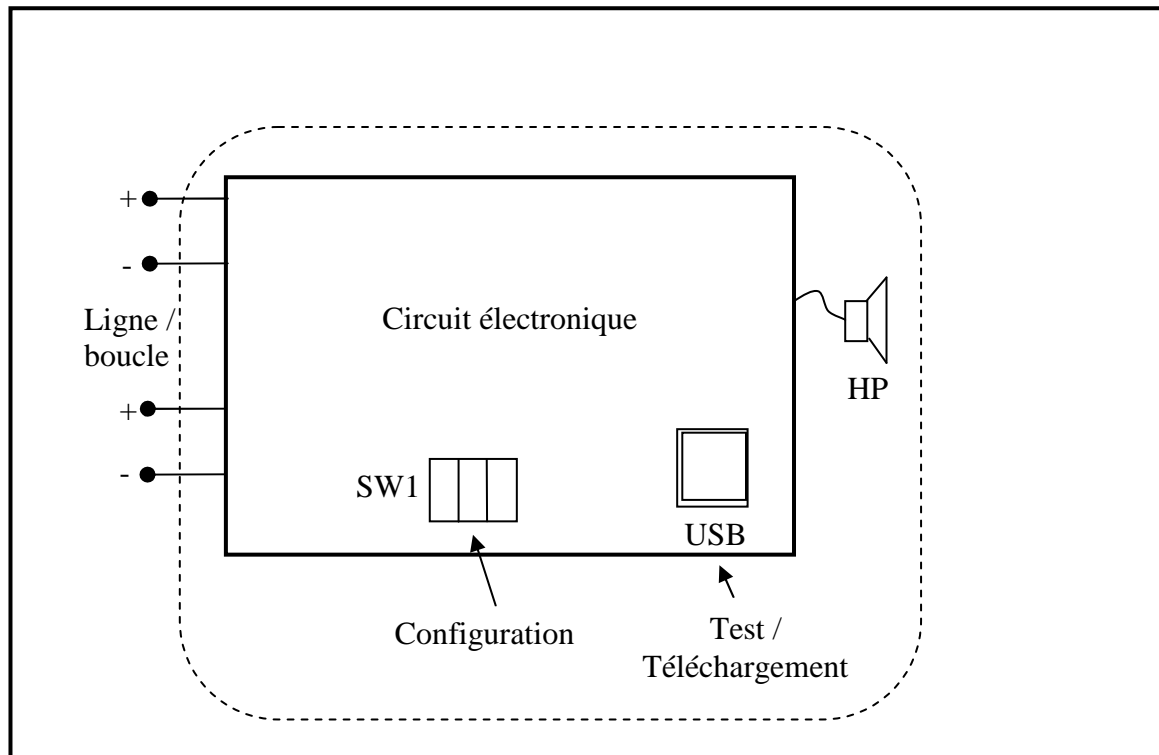 +
-
Ligne /
boucle
+
-
Circuit électronique
HP
SW1
USB
Configuration
Test /
Téléchargement